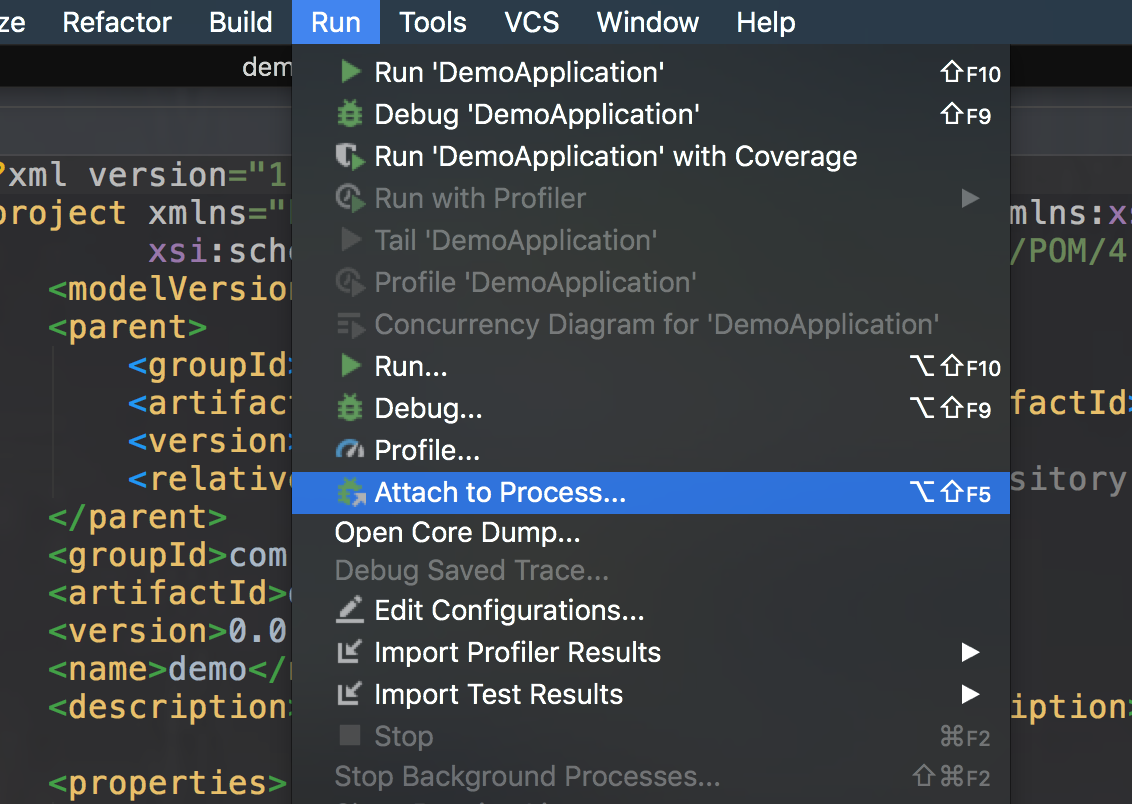 ze Refactor Build Run Tools VCS Window Help
dem
Run 'DemoApplication' ⇧F10
Debug 'DemoApplication' ⇧F9
Run 'DemoApplication' with Coverage
?xml version="1
Run with Profiler ▶
project xmlns=" mlns:xs
Tail 'DemoApplication'
xsi:sche /POM/4
Profile 'DemoApplication'
<modelVersion
Concurrency Diagram for 'DemoApplication'
<parent>
Run... ⌥⇧F10
<groupId>
Debug... ⌥⇧F9
<artifact factId>
<version>
Profile...
<relative sitory
Attach to Process... ⌥⇧F5
</parent>
Open Core Dump...
<groupId>com
Debug Saved Trace...
<artifactId>
Edit Configurations...
<version>0.0
Import Profiler Results ▶
<name>demo</
Import Test Results ▶
<description> iption>
Stop ⌘F2
<properties>
Stop Background Processes... ⇧⌘F2